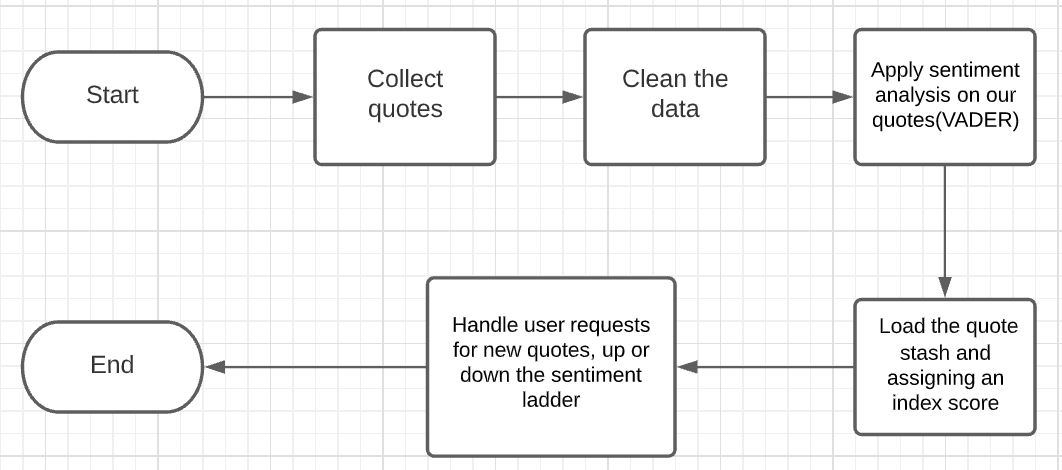 Start
Collect
quotes
Clean the
data
Apply sentiment
analysis on our
quotes(VADER)
Load the quote
stash and
assigning an
index score
Handle user requests
for new quotes, up or
down the sentiment
ladder
End